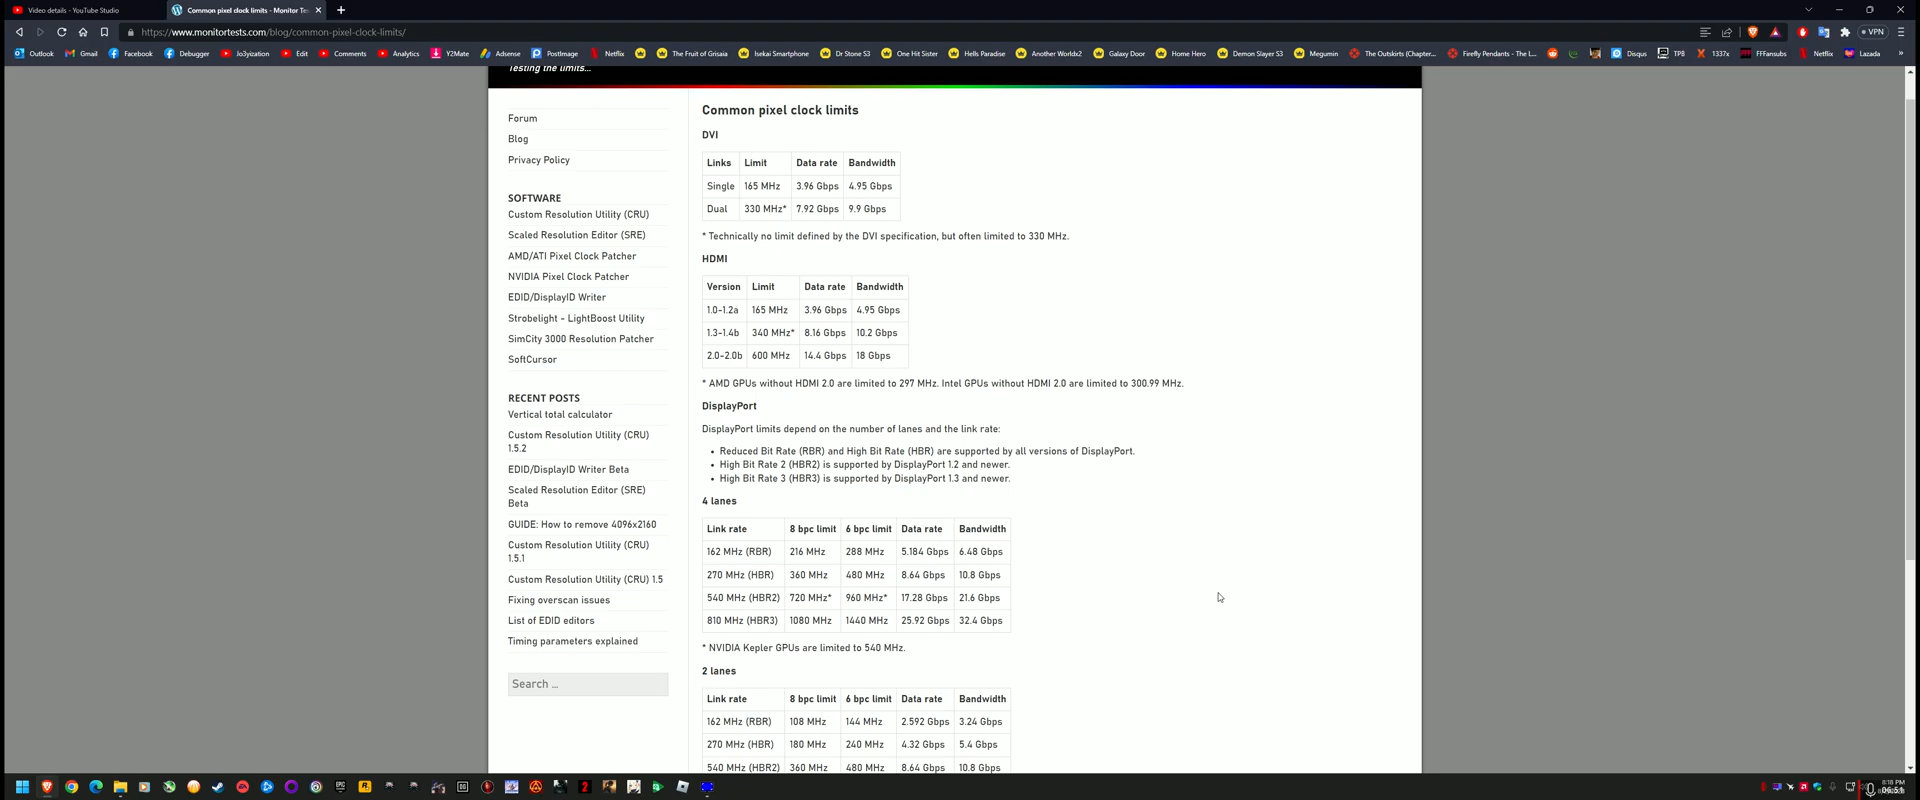 Video details - YouTube Studio
Common pixel clock limits - Monitor Te
https://www.monitortests.com/blog/common-pixel-clock-limits/
VPN
Outlook Gmail Facebook Debugger Jo3yization Edit Comments Analytics Y2Mate Adsense PostImage Netflix The Fruit of Grisaia Isekai Smartphone Dr Stone S3 One Hit Sister Hells Paradise Another Worldx2 Galaxy Door Home Hero Demon Slayer S3 Megumin The Outskirts (Chapter... Firefly Pendants - The L... Disqus TPB 1337x FFFansubs Netflix Lazada »
Testing the limits...
Forum
Blog
Privacy Policy
SOFTWARE
Custom Resolution Utility (CRU)
Scaled Resolution Editor (SRE)
AMD/ATI Pixel Clock Patcher
NVIDIA Pixel Clock Patcher
EDID/DisplayID Writer
Strobelight - LightBoost Utility
SimCity 3000 Resolution Patcher
SoftCursor
RECENT POSTS
Vertical total calculator
Custom Resolution Utility (CRU)
1.5.2
EDID/DisplayID Writer Beta
Scaled Resolution Editor (SRE)
Beta
GUIDE: How to remove 4096x2160
Custom Resolution Utility (CRU)
1.5.1
Custom Resolution Utility (CRU) 1.5
Fixing overscan issues
List of EDID editors
Timing parameters explained
Search ...
Common pixel clock limits
DVI
Links Limit Data rate Bandwidth
Single 165 MHz 3.96 Gbps 4.95 Gbps
Dual 330 MHz* 7.92 Gbps 9.9 Gbps
* Technically no limit defined by the DVI specification, but often limited to 330 MHz.
HDMI
Version Limit Data rate Bandwidth
1.0-1.2a 165 MHz 3.96 Gbps 4.95 Gbps
1.3-1.4b 340 MHz* 8.16 Gbps 10.2 Gbps
2.0-2.0b 600 MHz 14.4 Gbps 18 Gbps
* AMD GPUs without HDMI 2.0 are limited to 297 MHz. Intel GPUs without HDMI 2.0 are limited to 300.99 MHz.
DisplayPort
DisplayPort limits depend on the number of lanes and the link rate:
• Reduced Bit Rate (RBR) and High Bit Rate (HBR) are supported by all versions of DisplayPort.
• High Bit Rate 2 (HBR2) is supported by DisplayPort 1.2 and newer.
• High Bit Rate 3 (HBR3) is supported by DisplayPort 1.3 and newer.
4 lanes
Link rate 8 bpc limit 6 bpc limit Data rate Bandwidth
162 MHz (RBR) 216 MHz 288 MHz 5.184 Gbps 6.48 Gbps
270 MHz (HBR) 360 MHz 480 MHz 8.64 Gbps 10.8 Gbps
540 MHz (HBR2) 720 MHz* 960 MHz* 17.28 Gbps 21.6 Gbps
810 MHz (HBR3) 1080 MHz 1440 MHz 25.92 Gbps 32.4 Gbps
* NVIDIA Kepler GPUs are limited to 540 MHz.
2 lanes
Link rate 8 bpc limit 6 bpc limit Data rate Bandwidth
162 MHz (RBR) 108 MHz 144 MHz 2.592 Gbps 3.24 Gbps
270 MHz (HBR) 180 MHz 240 MHz 4.32 Gbps 5.4 Gbps
540 MHz (HBR2) 360 MHz 480 MHz 8.64 Gbps 10.8 Gbps
8:18 PM
06:51